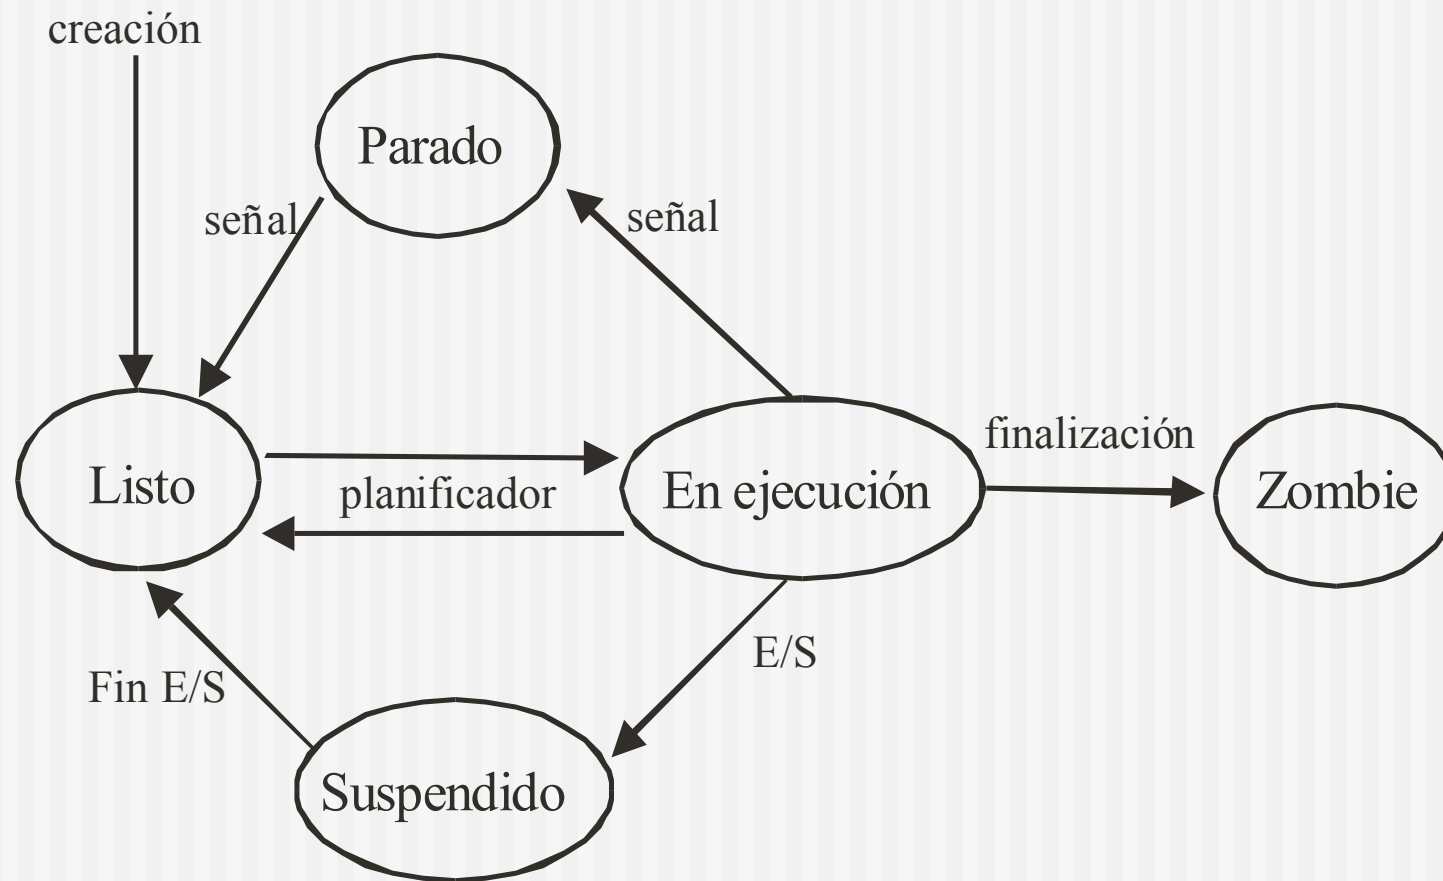 creación
Parado
señal
señal
finalización
Listo
planificador
En ejecución
Zombie
E/S
Fin E/S
Suspendido